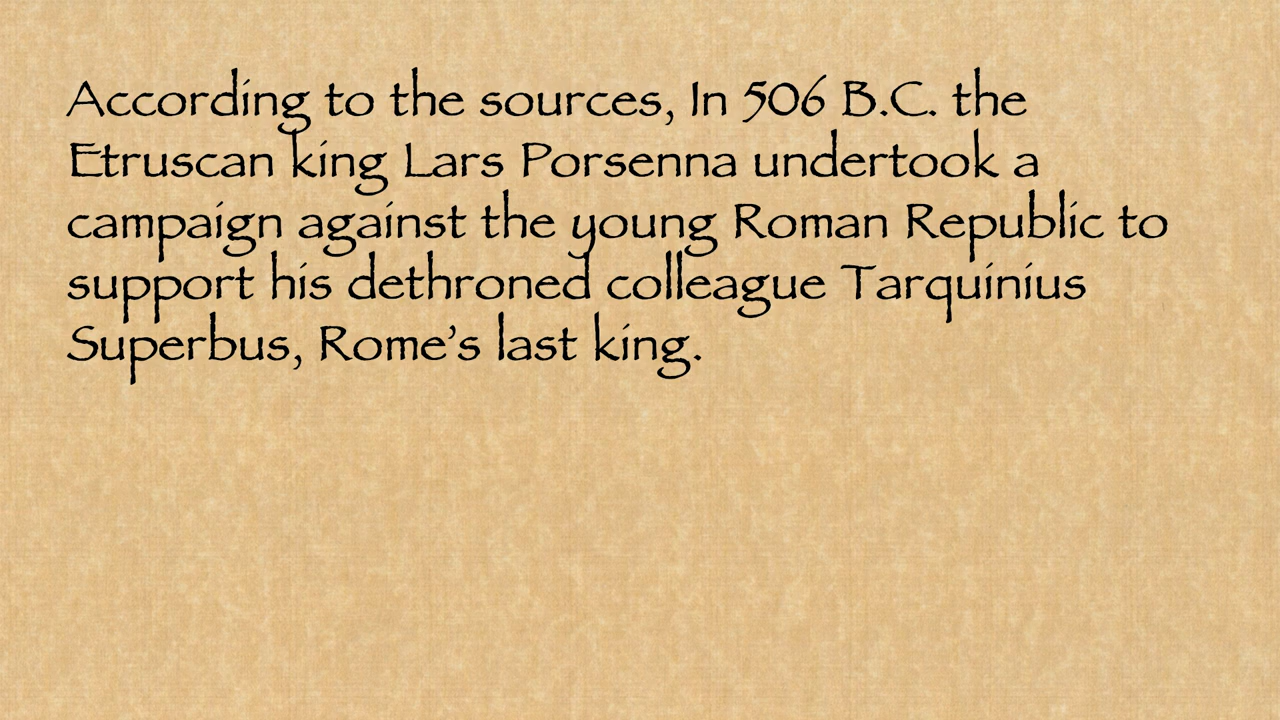 According to the sources, In 506 B.C. the
Etruscan king Lars Porsenna undertook a
campaign against the young Roman Republic to
support his dethroned colleague Tarquinius
Superbus, Rome’s last king.